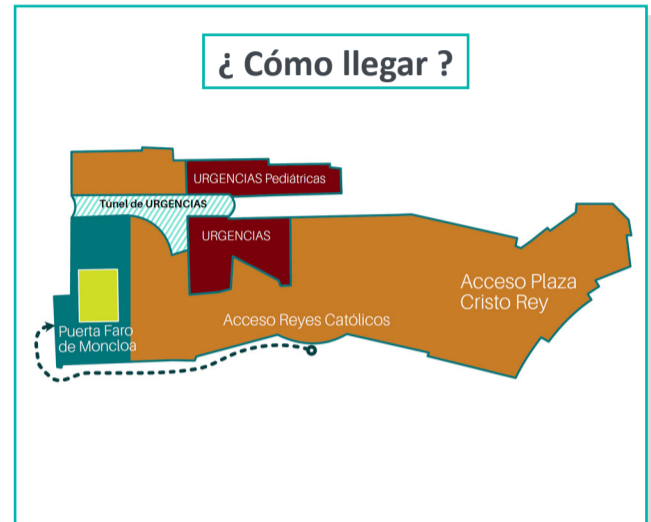 ¿ Cómo llegar ?
URGENCIAS Pediátricas
Túnel de URGENCIAS
URGENCIAS
Acceso Plaza
Cristo Rey
Acceso Reyes Católicos
Puerta Faro
de Moncloa